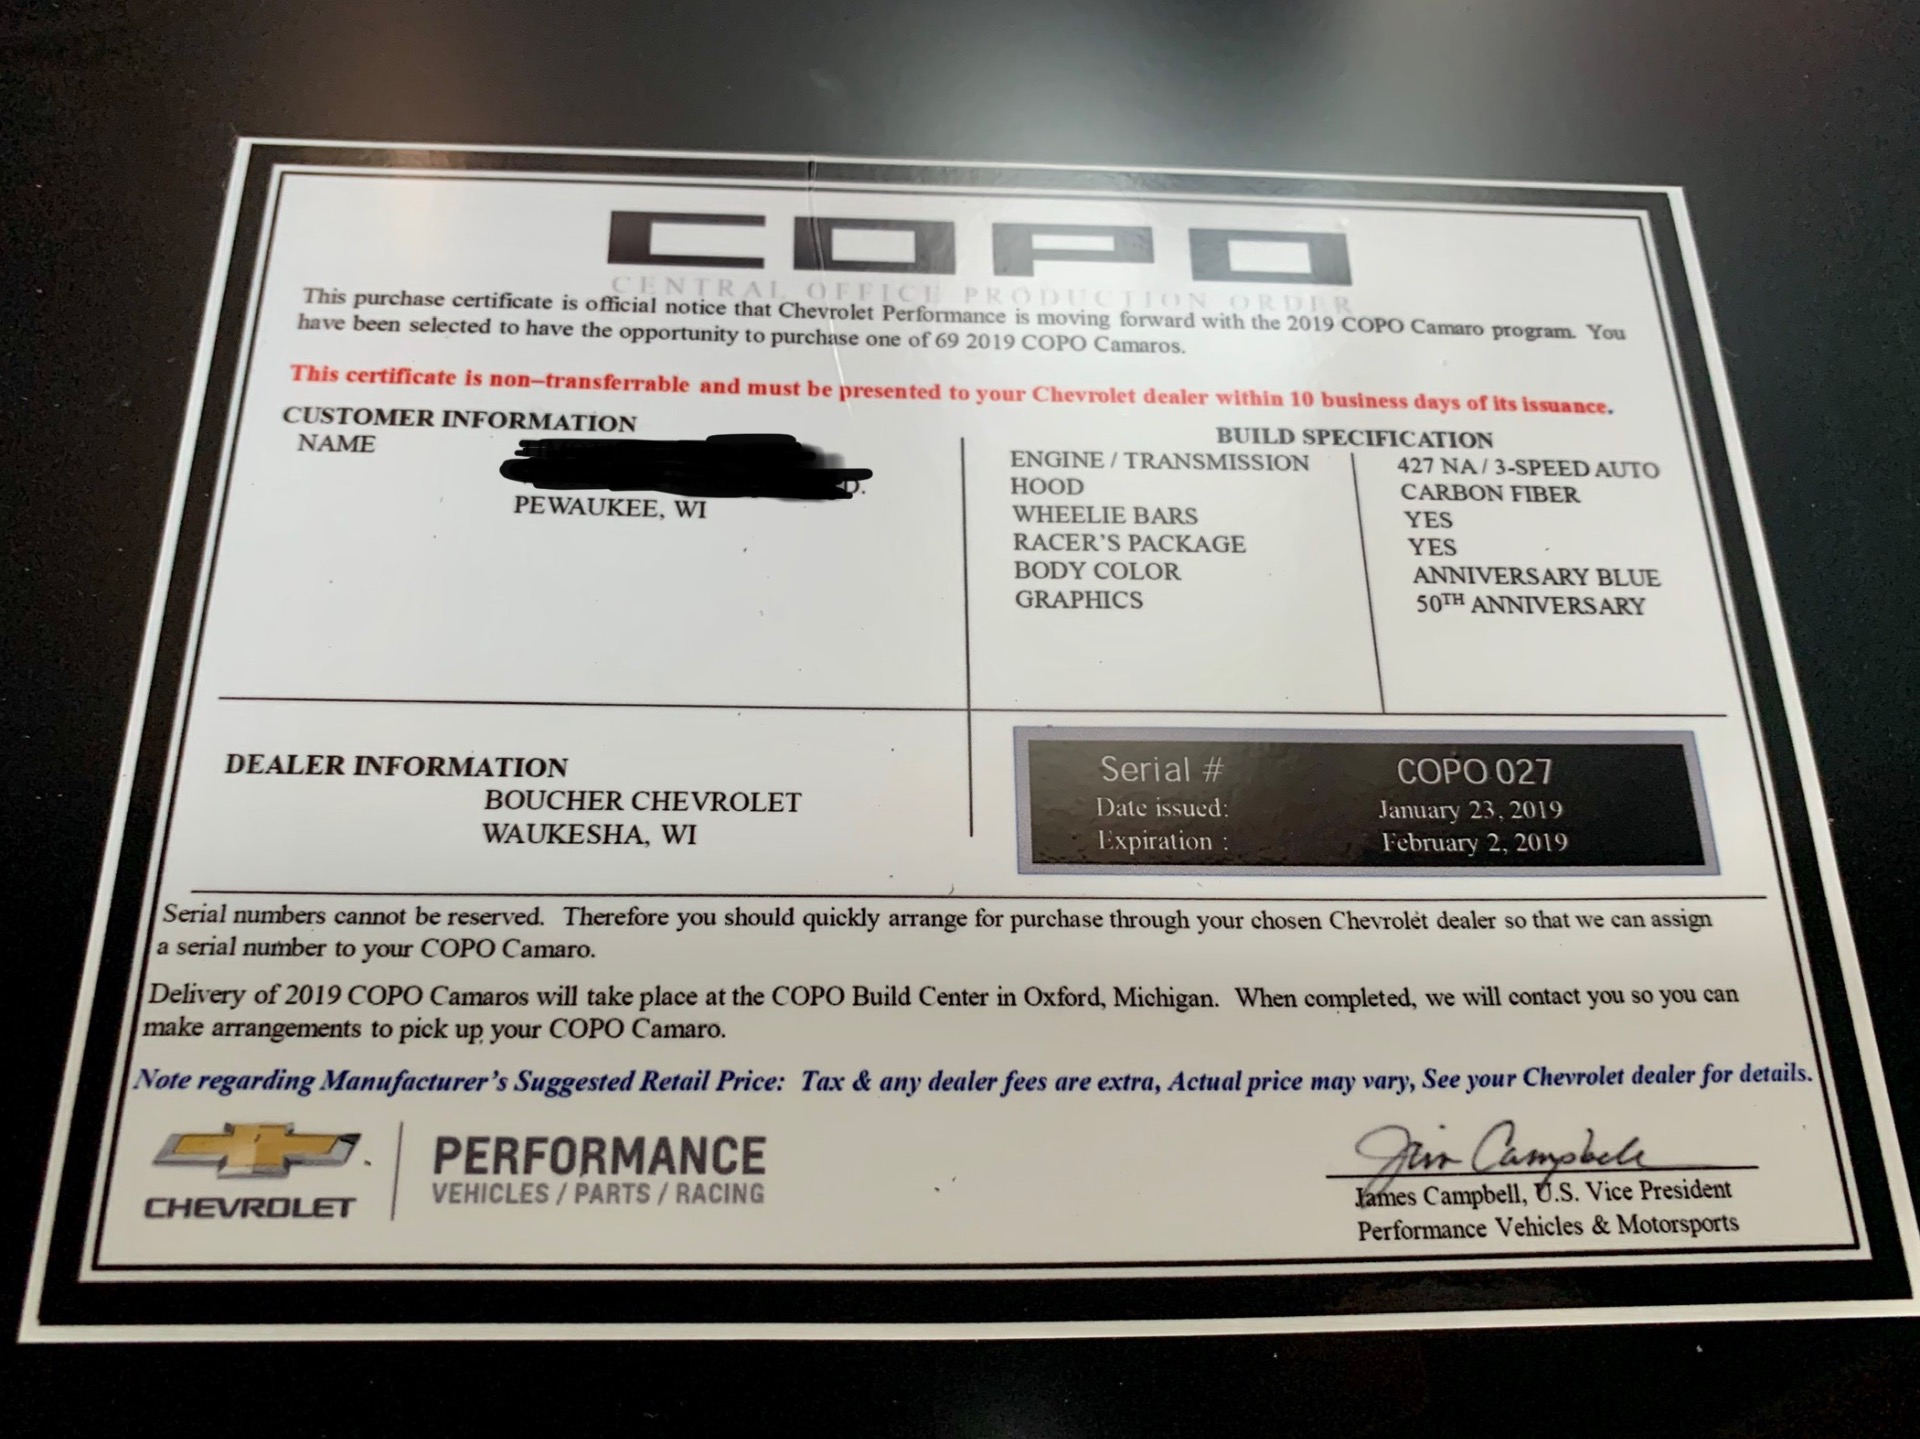 COPO
CENTRAL OFFICE PRODUCTION ORDER
This purchase certificate is official notice that Chevrolet Performance is moving forward with the 2019 COPO Camaro program. You
have been selected to have the opportunity to purchase one of 69 2019 COPO Camaros.
This certificate is non-transferrable and must be presented to your Chevrolet dealer within 10 business days of its issuance.
CUSTOMER INFORMATION
NAME
D.
PEWAUKEE, WI
BUILD SPECIFICATION
ENGINE / TRANSMISSION 427 NA / 3-SPEED AUTO
HOOD CARBON FIBER
WHEELIE BARS YES
RACER'S PACKAGE YES
BODY COLOR ANNIVERSARY BLUE
GRAPHICS 50TH ANNIVERSARY
DEALER INFORMATION
BOUCHER CHEVROLET
WAUKESHA, WI
Serial # COPO 027
Date issued: January 23, 2019
Expiration : February 2, 2019
Serial numbers cannot be reserved. Therefore you should quickly arrange for purchase through your chosen Chevrolet dealer so that we can assign
a serial number to your COPO Camaro.
Delivery of 2019 COPO Camaros will take place at the COPO Build Center in Oxford, Michigan. When completed, we will contact you so you can
make arrangements to pick up your COPO Camaro.
Note regarding Manufacturer's Suggested Retail Price: Tax & any dealer fees are extra, Actual price may vary, See your Chevrolet dealer for details.
CHEVROLET
PERFORMANCE
VEHICLES / PARTS / RACING
Jim Campbell
James Campbell, U.S. Vice President
Performance Vehicles & Motorsports